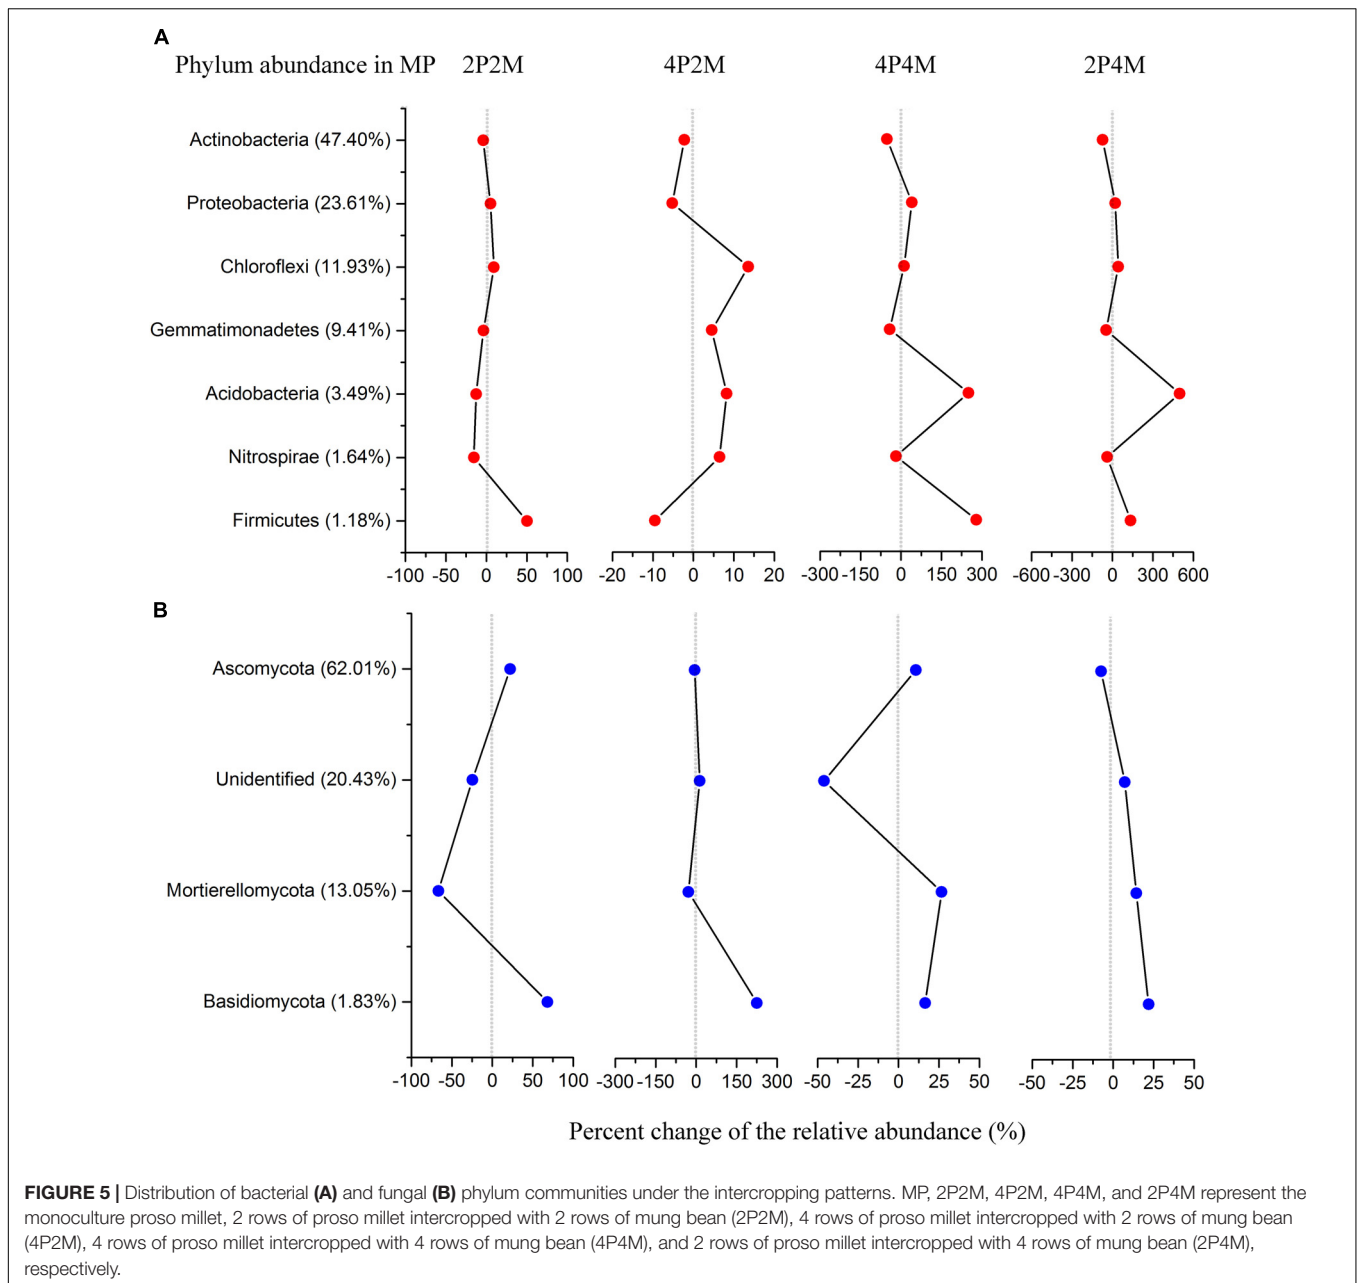 A
Phylum abundance in MP 2P2M 4P2M 4P4M 2P4M
Actinobacteria (47.40%)
Proteobacteria (23.61%)
Chloroflexi (11.93%)
Gemmatimonadetes (9.41%)
Acidobacteria (3.49%)
Nitrospirae (1.64%)
Firmicutes (1.18%)
-100 -50 0 50 100 -20 -10 0 10 20 -300 -150 0 150 300 -600 -300 0 300 600
B
Ascomycota (62.01%)
Unidentified (20.43%)
Mortierellomycota (13.05%)
Basidiomycota (1.83%)
-100 -50 0 50 100 -300 -150 0 150 300 -50 -25 0 25 50 -50 -25 0 25 50
Percent change of the relative abundance (%)
FIGURE 5 | Distribution of bacterial (A) and fungal (B) phylum communities under the intercropping patterns. MP, 2P2M, 4P2M, 4P4M, and 2P4M represent the
monoculture proso millet, 2 rows of proso millet intercropped with 2 rows of mung bean (2P2M), 4 rows of proso millet intercropped with 2 rows of mung bean
(4P2M), 4 rows of proso millet intercropped with 4 rows of mung bean (4P4M), and 2 rows of proso millet intercropped with 4 rows of mung bean (2P4M),
respectively.